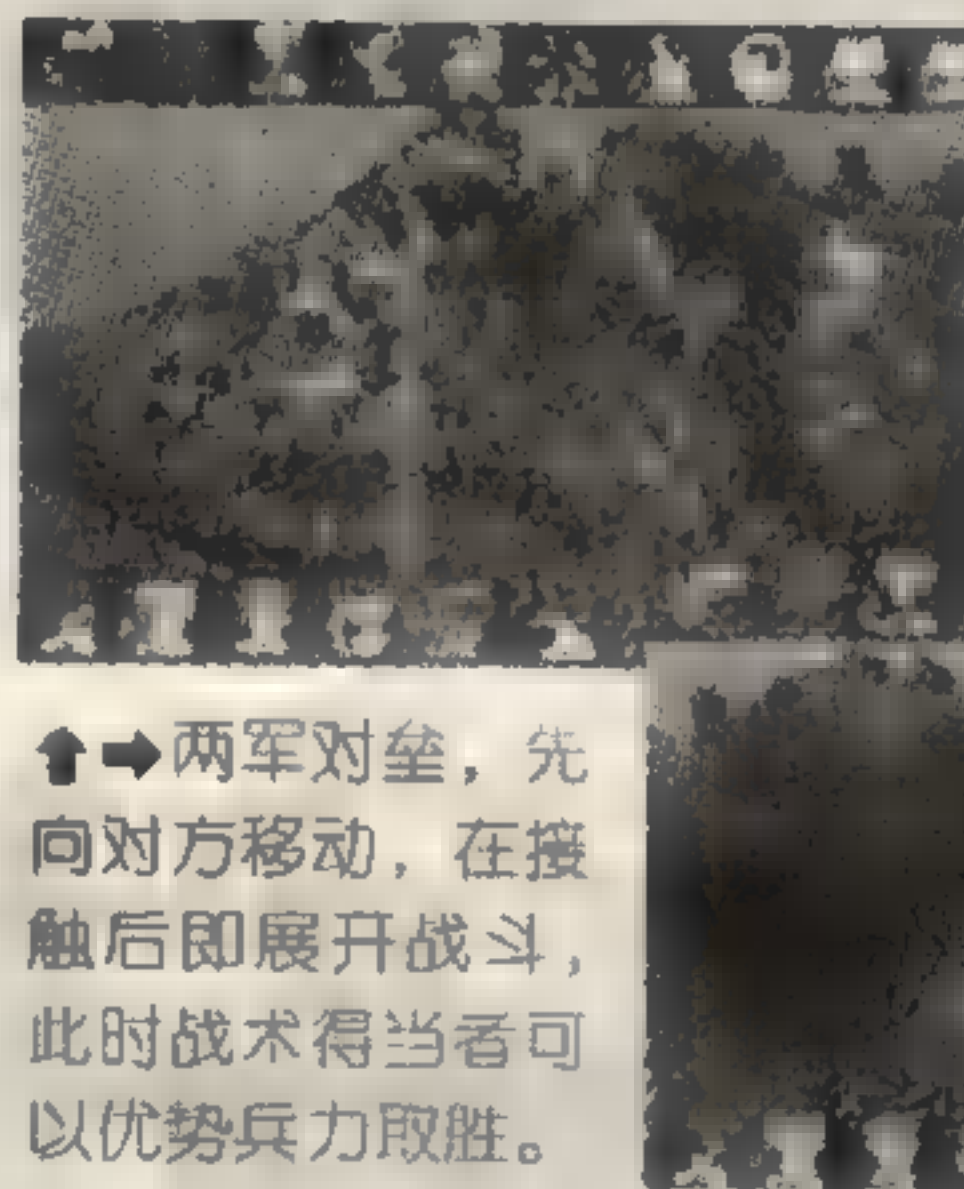 ⬆➡两军对垒，先
向对方移动，在接
触后即展开战斗，
此时战术得当者可
以优势兵力取胜。